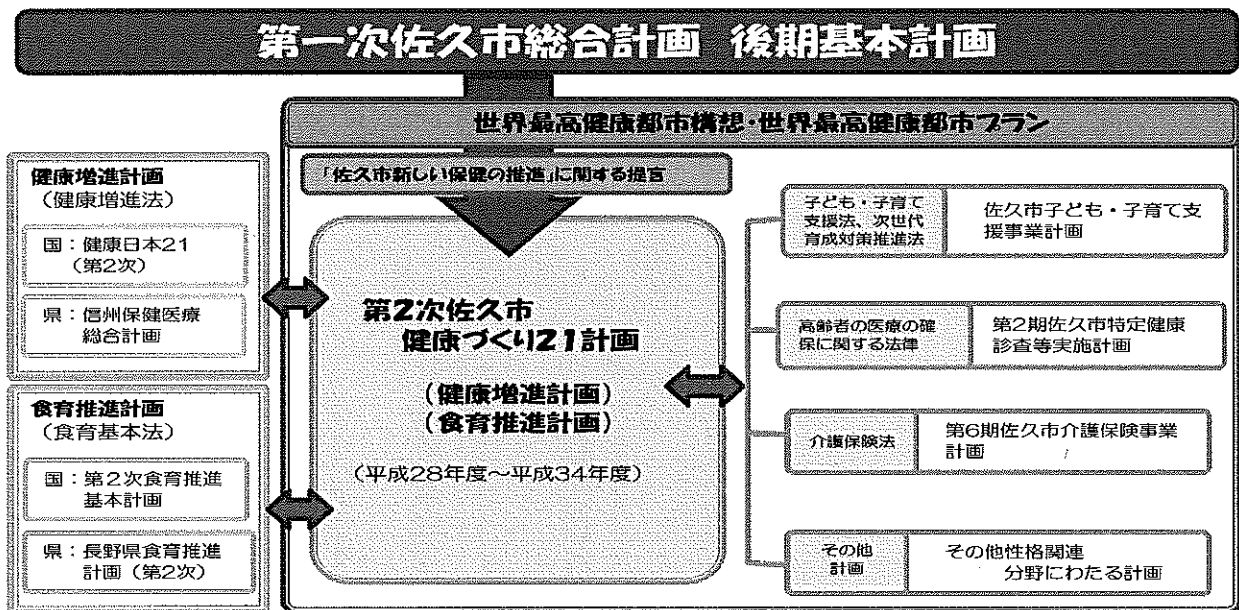 第一次佐久市総合計画 後期基本計画
世界最高健康都市構想・世界最高健康都市プラン
「佐久市新しい保健の推進」に関する提言
健康増進計画
(健康増進法)
国:健康日本21
(第2次)
県:信州保健医療
総合計画
食育推進計画
(食育基本法)
国:第2次食育推進
基本計画
県:長野県食育推進
計画(第2次)
第2次佐久市
健康づくり21計画
(健康増進計画)
(食育推進計画)
(平成28年度～平成34年度)
子ども・子育て
支援法、次世代
育成対策推進法
佐久市子ども・子育て支
援事業計画
高齢者の医療の確
保に関する法律
第2期佐久市特定健康
診査等実施計画
介護保険法
第6期佐久市介護保険事業
計画
その他
計画
その他性格関連
分野にわたる計画